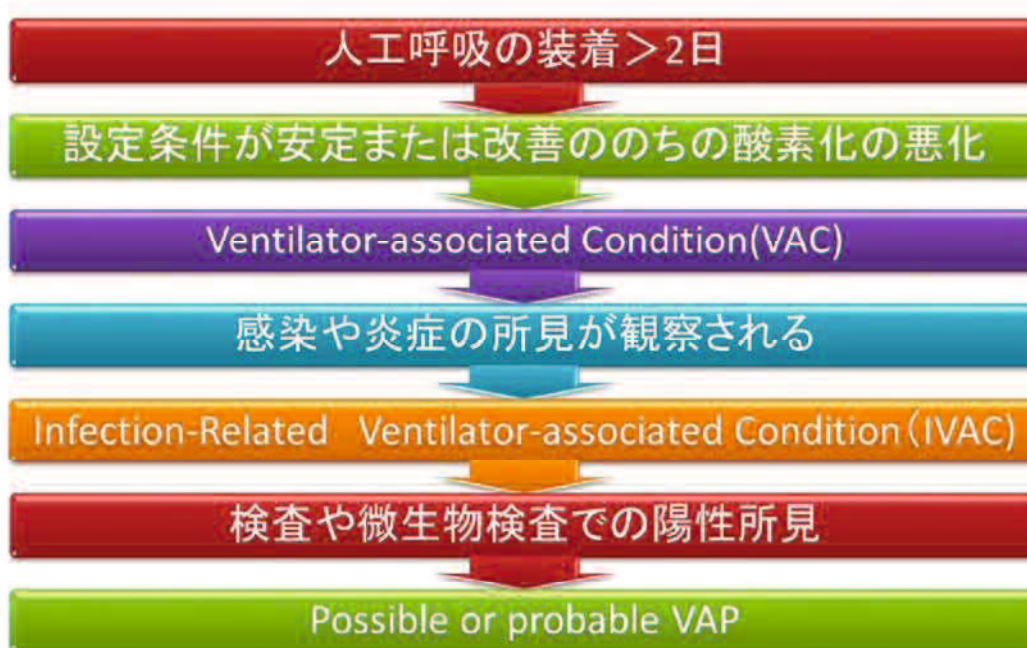 人工呼吸の装着＞2日
設定条件が安定または改善ののちの酸素化の悪化
Ventilator-associated Condition(VAC)
感染や炎症の所見が観察される
Infection-Related　Ventilator-associated Condition（IVAC）
検査や微生物検査での陽性所見
Possible or probable VAP